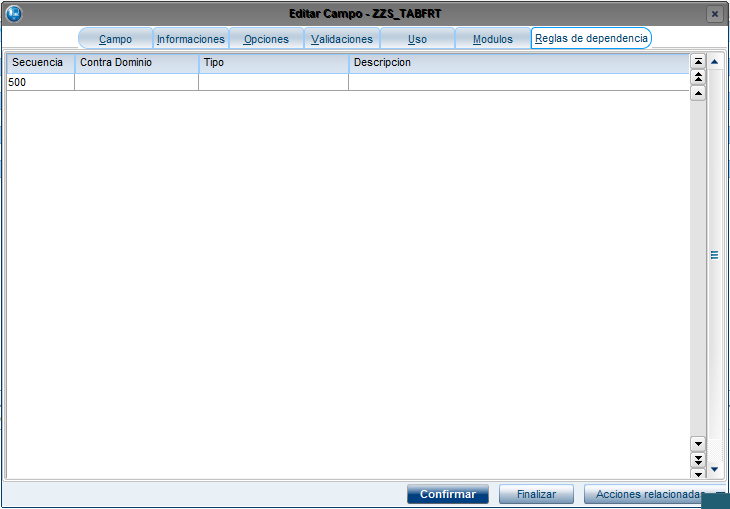 Editar Campo - ZZS_TABFRT
Campo Informaciones Opciones Validaciones Uso Modulos Reglas de dependencia
Secuencia Contra Dominio Tipo Descripcion
500
Confirmar Finalizar Acciones relacionadas